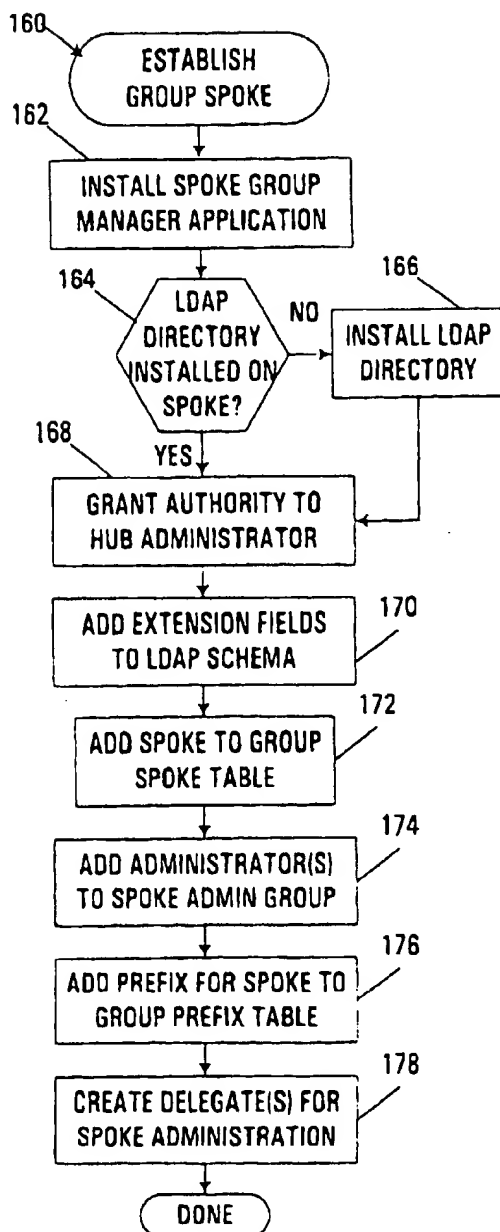 160
ESTABLISH
GROUP SPOKE
162
INSTALL SPOKE GROUP
MANAGER APPLICATION
164
LDAP
DIRECTORY
INSTALLED ON
SPOKE?
NO
166
INSTALL LDAP
DIRECTORY
YES
168
GRANT AUTHORITY TO
HUB ADMINISTRATOR
170
ADD EXTENSION FIELDS
TO LDAP SCHEMA
172
ADD SPOKE TO GROUP
SPOKE TABLE
174
ADD ADMINISTRATOR(S)
TO SPOKE ADMIN GROUP
176
ADD PREFIX FOR SPOKE TO
GROUP PREFIX TABLE
178
CREATE DELEGATE(S) FOR
SPOKE ADMINISTRATION
DONE